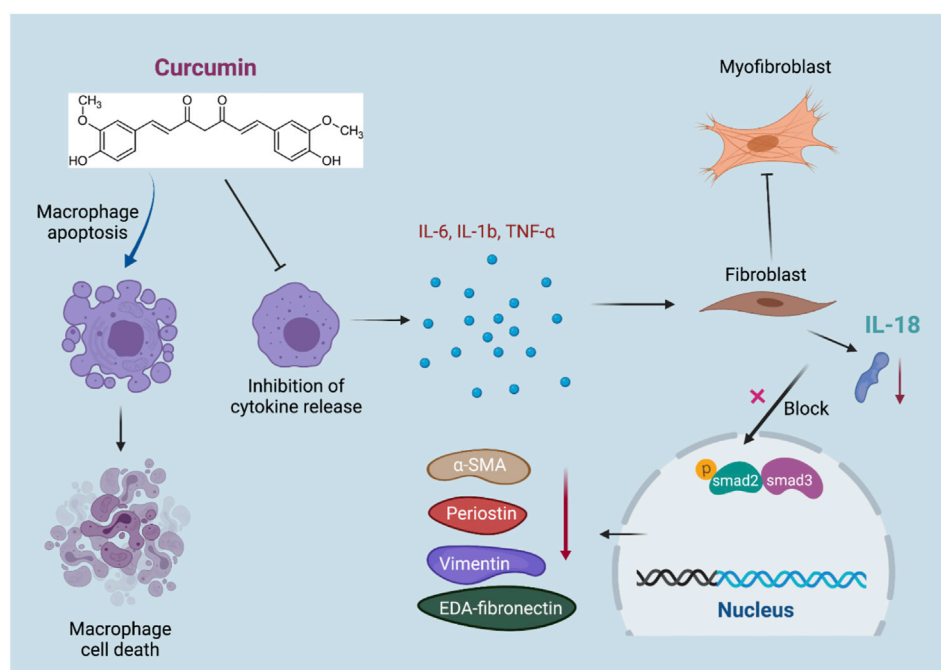 Curcumin
CH₃
O
O
O
O
CH₃
HO
OH
Macrophage
apoptosis
Inhibition of
cytokine release
Macrophage
cell death
IL-6, IL-1b, TNF-α
Myofibroblast
Fibroblast
IL-18
Block
p
smad2
smad3
Nucleus
α-SMA
Periostin
Vimentin
EDA-fibronectin